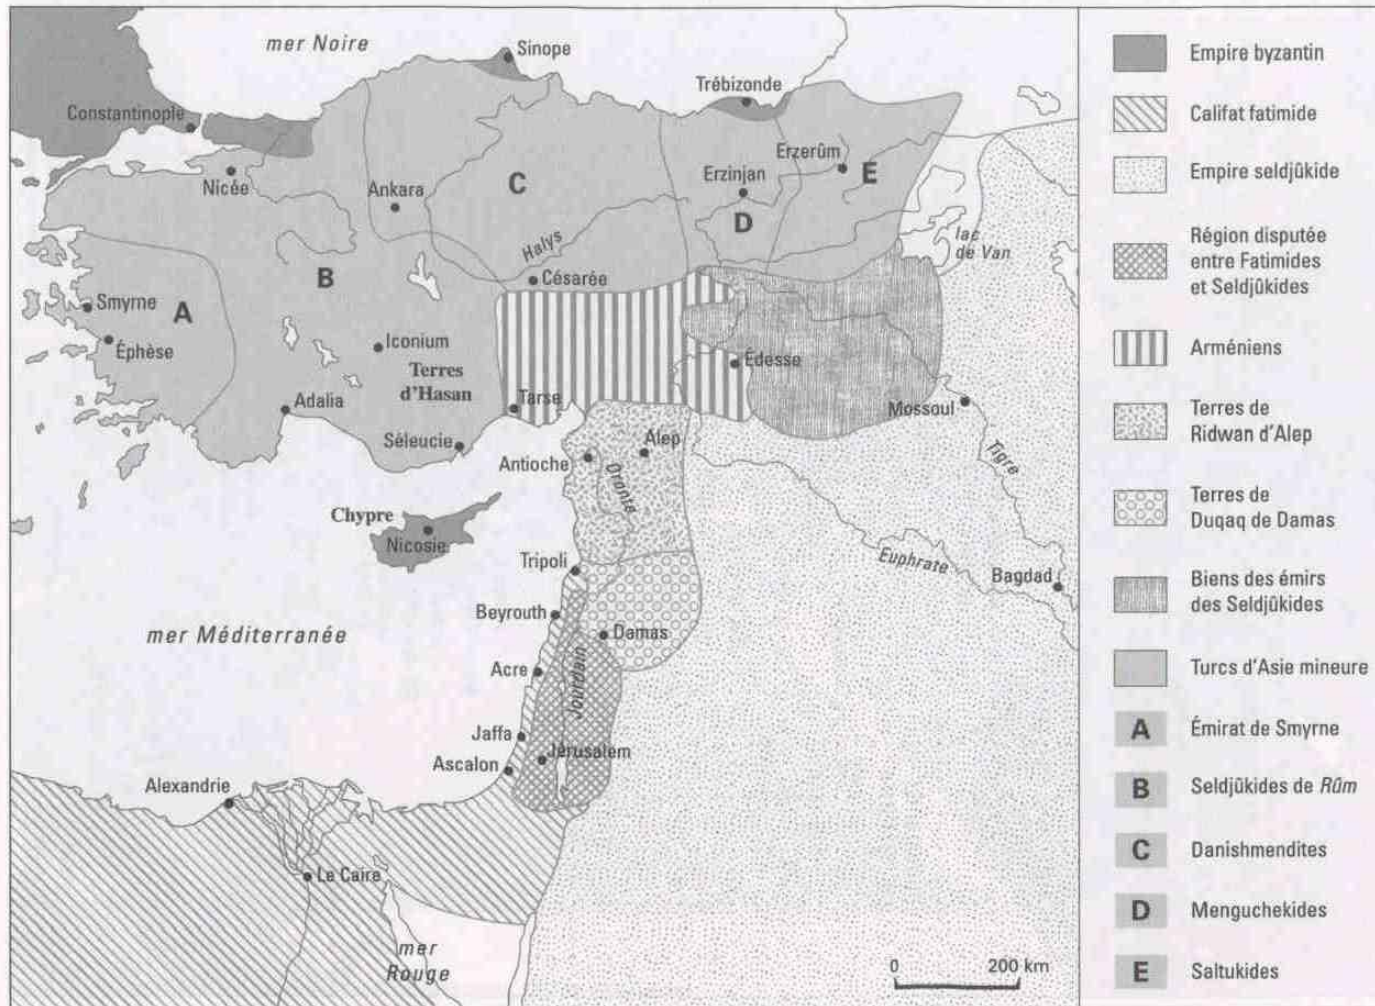 mer Noire
Sinope
Constantinople
Trébizonde
Nicée
Ankara
C
Erzinjan
Erzerûm
E
D
Halys
lac
de Van
B
Césarée
A
Smyrne
Éphèse
Iconium
Terres
d'Hasan
Édesse
Adalia
Tarse
Mossoul
Séleucie
Antioche
Alep
Oronte
Tigre
Chypre
Nicosie
Tripoli
Euphrate
Bagdad
Beyrouth
mer Méditerranée
Damas
Acre
Jourdain
Jaffa
Jérusalem
Ascalon
Alexandrie
Le Caire
mer
Rouge
0 200 km
Empire byzantin
Califat fatimide
Empire seldjûkide
Région disputée
entre Fatimides
et Seldjûkides
Arméniens
Terres de
Ridwan d'Alep
Terres de
Duqaq de Damas
Biens des émirs
des Seldjûkides
Turcs d'Asie mineure
A Émirat de Smyrne
B Seldjûkides de Rûm
C Danishmendites
D Menguchekides
E Saltukides